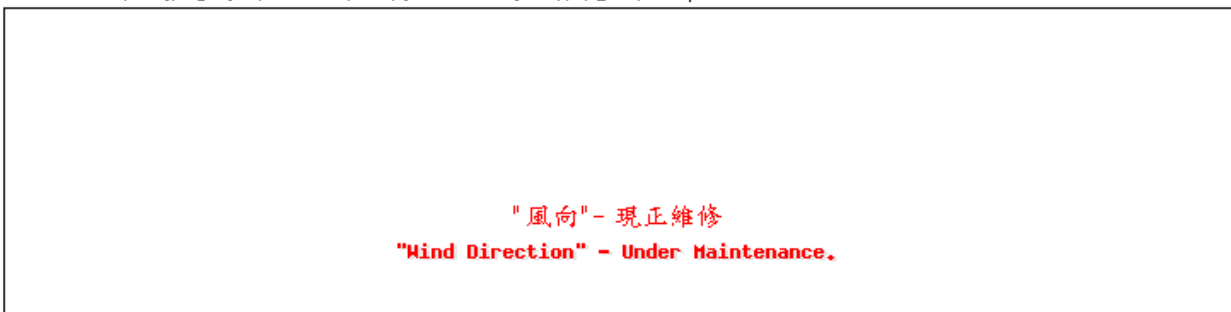 "風向"- 現正維修
"Wind Direction" - Under Maintenance.